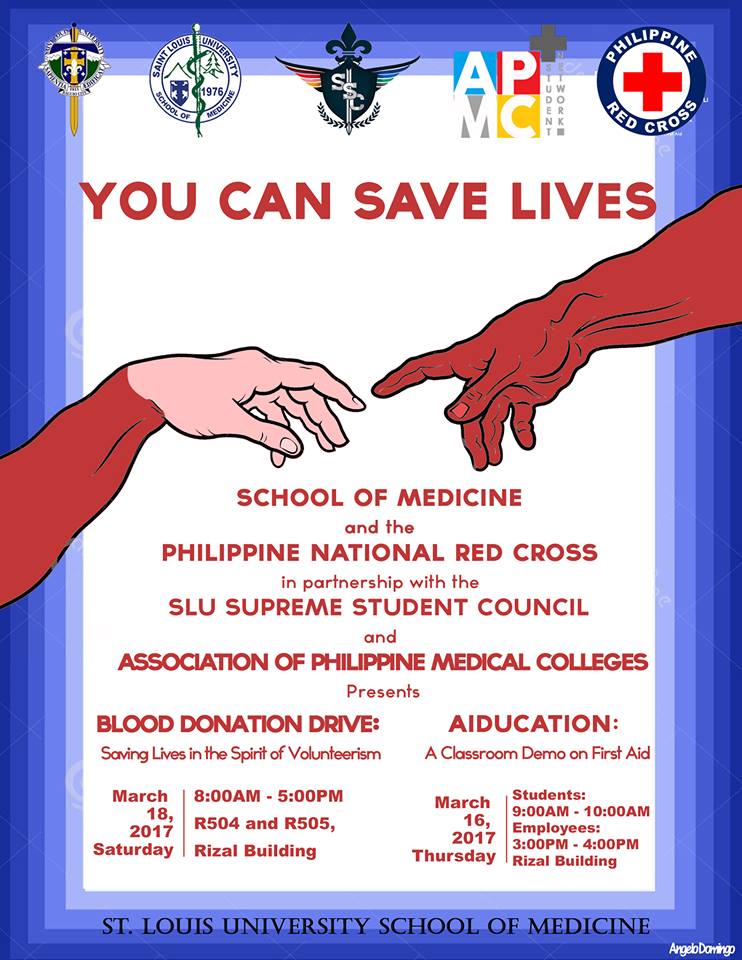 SAINT LOUIS UNIVERSITY
1976
SCHOOL OF MEDICINE
SSC
AP
MC
STUDENT
NETWORK
PHILIPPINE
RED CROSS
YOU CAN SAVE LIVES
SCHOOL OF MEDICINE
and the
PHILIPPINE NATIONAL RED CROSS
in partnership with the
SLU SUPREME STUDENT COUNCIL
and
ASSOCIATION OF PHILIPPINE MEDICAL COLLEGES
Presents
BLOOD DONATION DRIVE:
Saving Lives in the Spirit of Volunteerism
March
18,
2017
Saturday
8:00AM - 5:00PM
R504 and R505,
Rizal Building
AIDUCATION:
A Classroom Demo on First Aid
March
16,
2017
Thursday
Students:
9:00AM - 10:00AM
Employees:
3:00PM - 4:00PM
Rizal Building
ST. LOUIS UNIVERSITY SCHOOL OF MEDICINE
AngeloDomingo